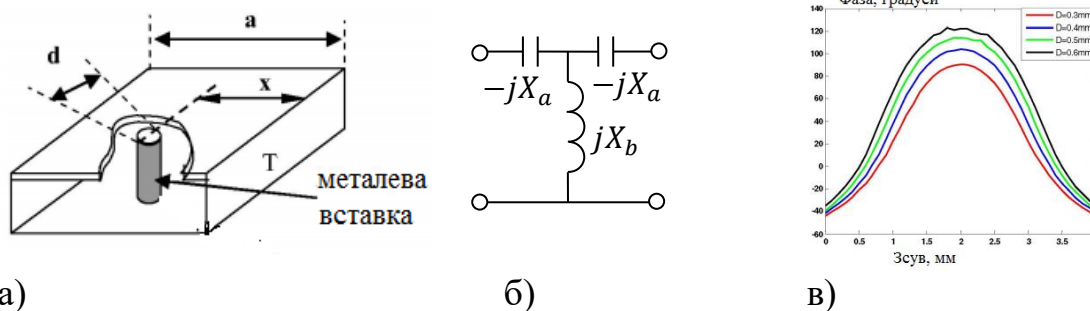 a
d
x
T
металева
вставка
−jXₐ
−jXₐ
jX_b
Фаза, градуси
140
120
100
80
60
40
20
0
-20
-40
-60
0 0.5 1 1.5 2 2.5 3 3.5
Зсув, мм
D=0.3mm
D=0.4mm
D=0.5mm
D=0.6mm
а) б) в)